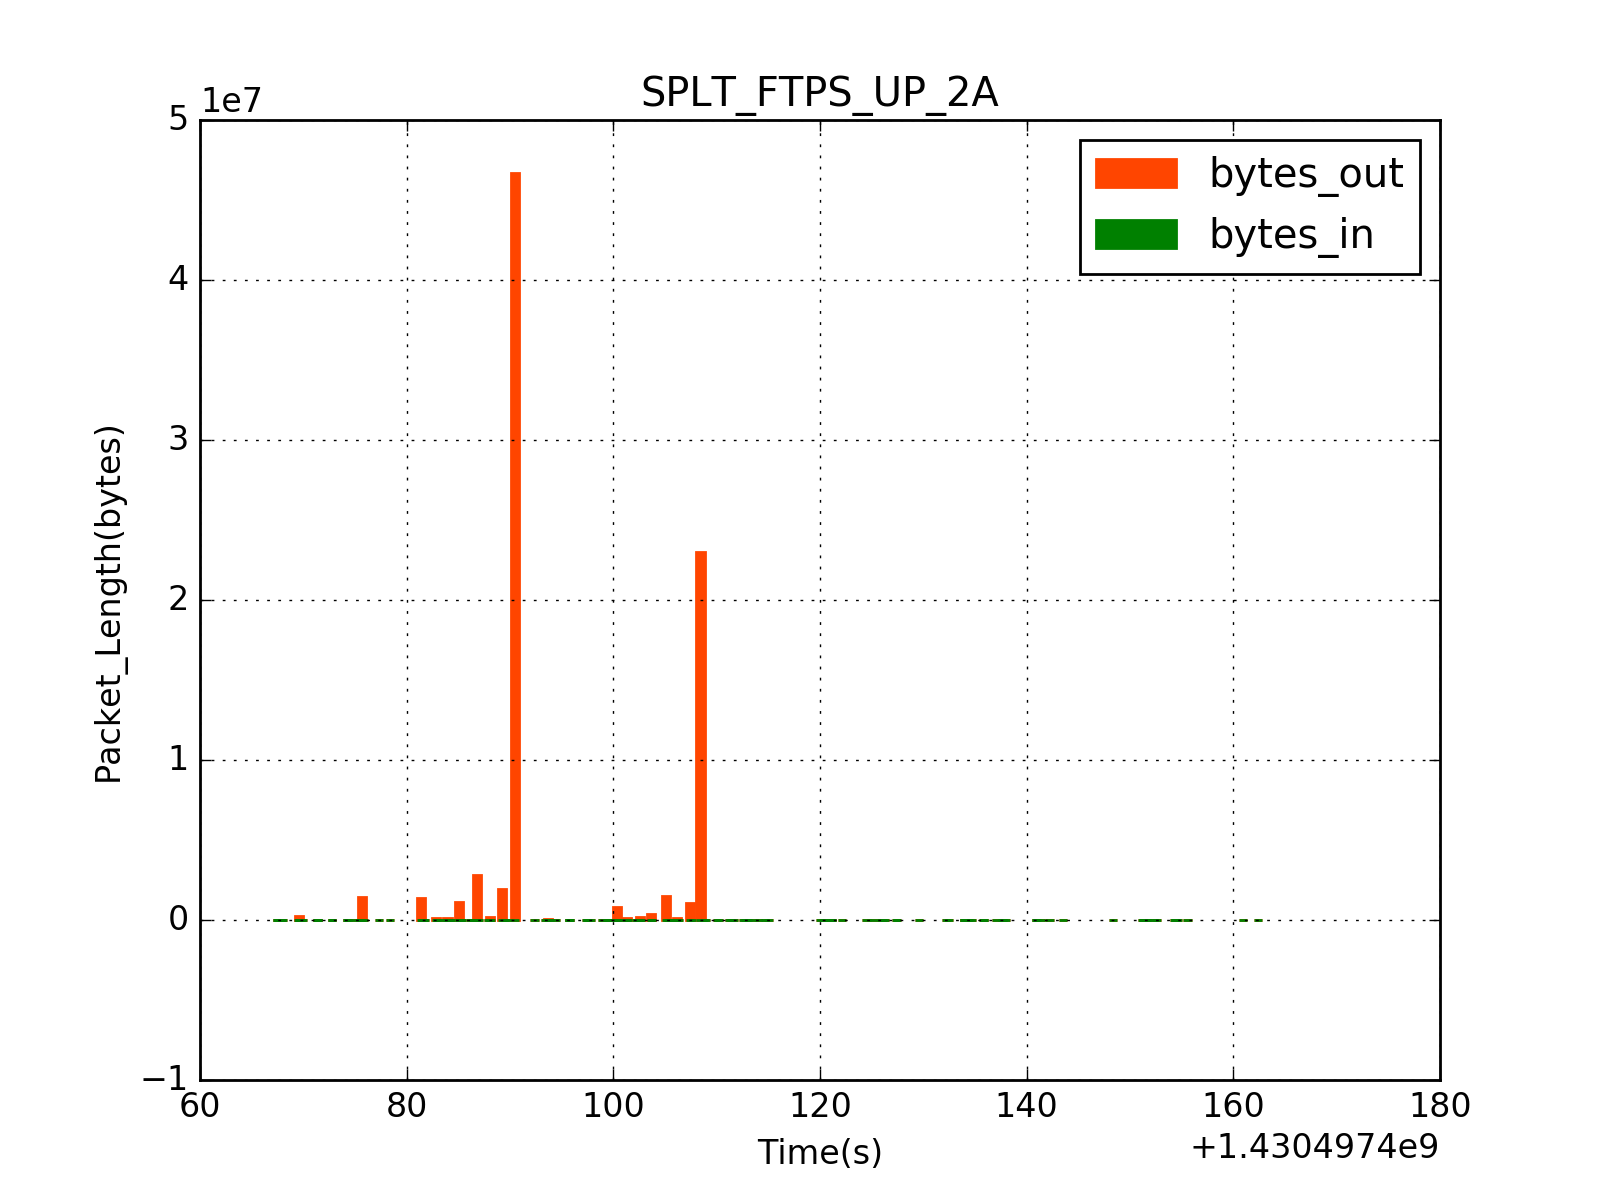 SPLT_FTPS_UP_2A
1e7
5
4
3
2
1
0
−1
Packet_Length(bytes)
bytes_out
bytes_in
60 80 100 120 140 160 180
Time(s)
+1.4304974e9